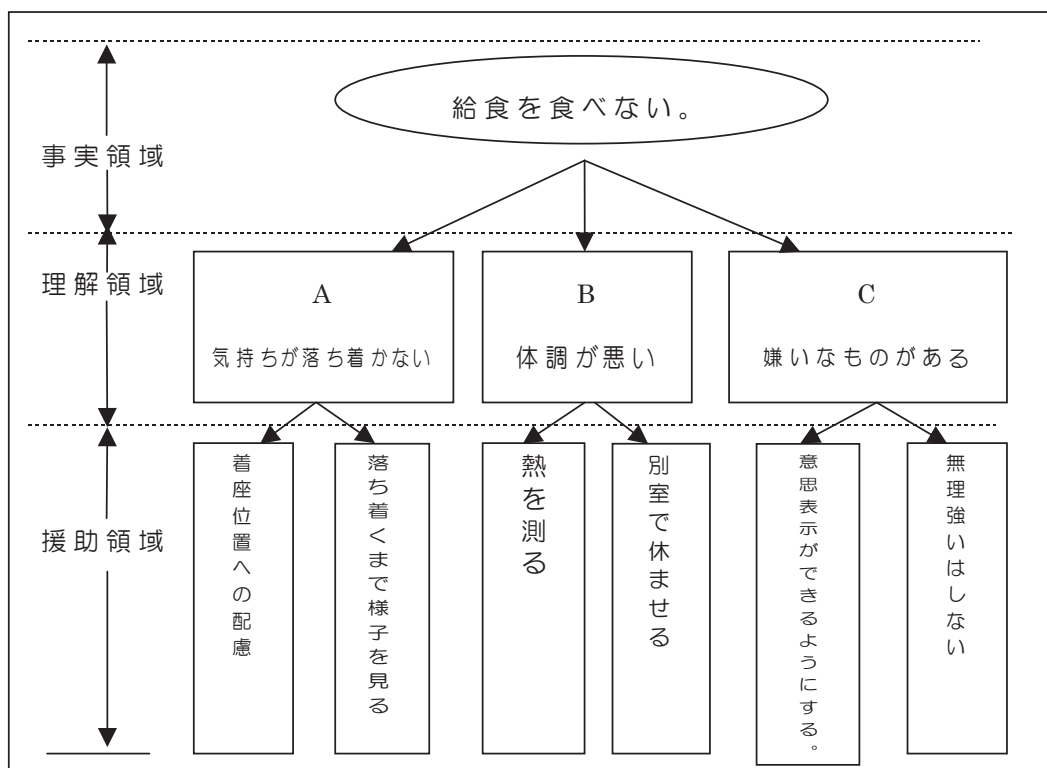 給食を食べない。
事実領域
理解領域
A
気持ちが落ち着かない
B
体調が悪い
C
嫌いなものがある
援助領域
着座位置への配慮
落ち着くまで様子を見る
熱を測る
別室で休ませる
意思表示ができるようにする。
無理強いはしない